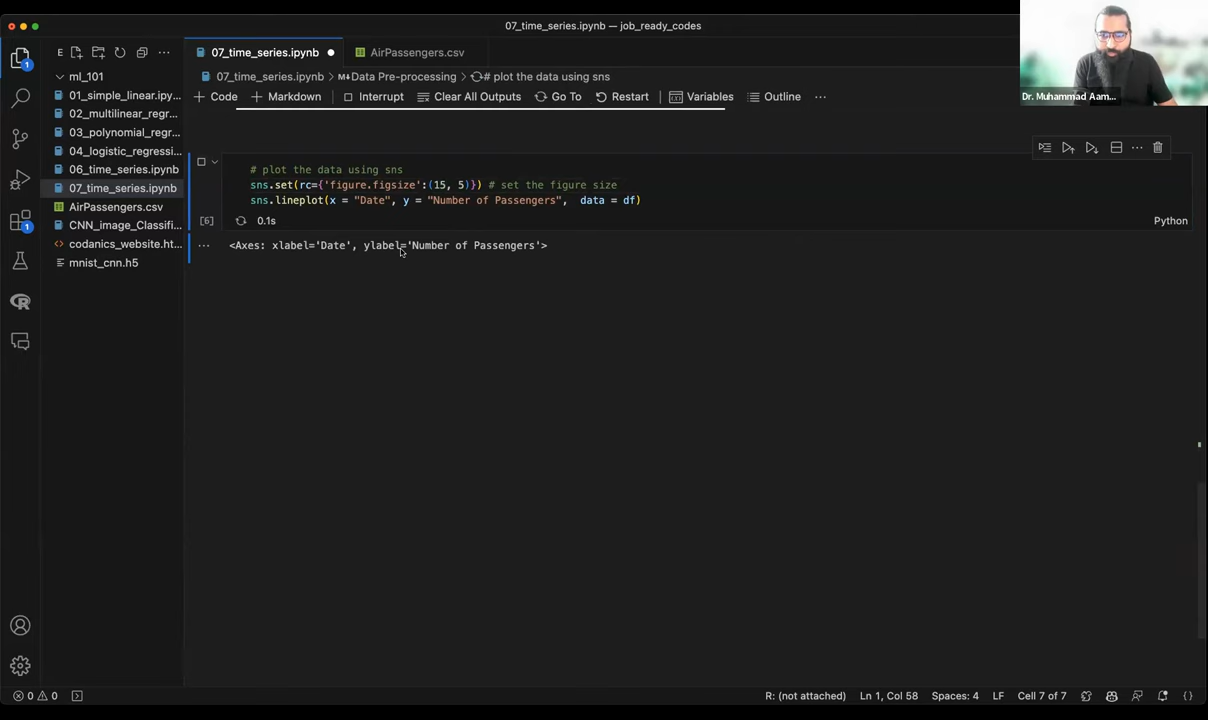 07_time_series.ipynb — job_ready_codes
E
07_time_series.ipynb
AirPassengers.csv
07_time_series.ipynb > M↓Data Pre-processing > # plot the data using sns
+ Code + Markdown Interrupt Clear All Outputs Go To Restart Variables Outline ...
Dr. Muhammad Aam...
ml_101
01_simple_linear.ipy...
02_multilinear_regr...
03_polynomial_regr...
04_logistic_regressi...
06_time_series.ipynb
07_time_series.ipynb
AirPassengers.csv
CNN_image_Classifi...
codanics_website.ht...
mnist_cnn.h5
# plot the data using sns
sns.set(rc={'figure.figsize':(15, 5)}) # set the figure size
sns.lineplot(x = "Date", y = "Number of Passengers", data = df)
[6] 0.1s Python
... <Axes: xlabel='Date', ylabel='Number of Passengers'>
1
1
0 0 R: (not attached) Ln 1, Col 58 Spaces: 4 LF Cell 7 of 7